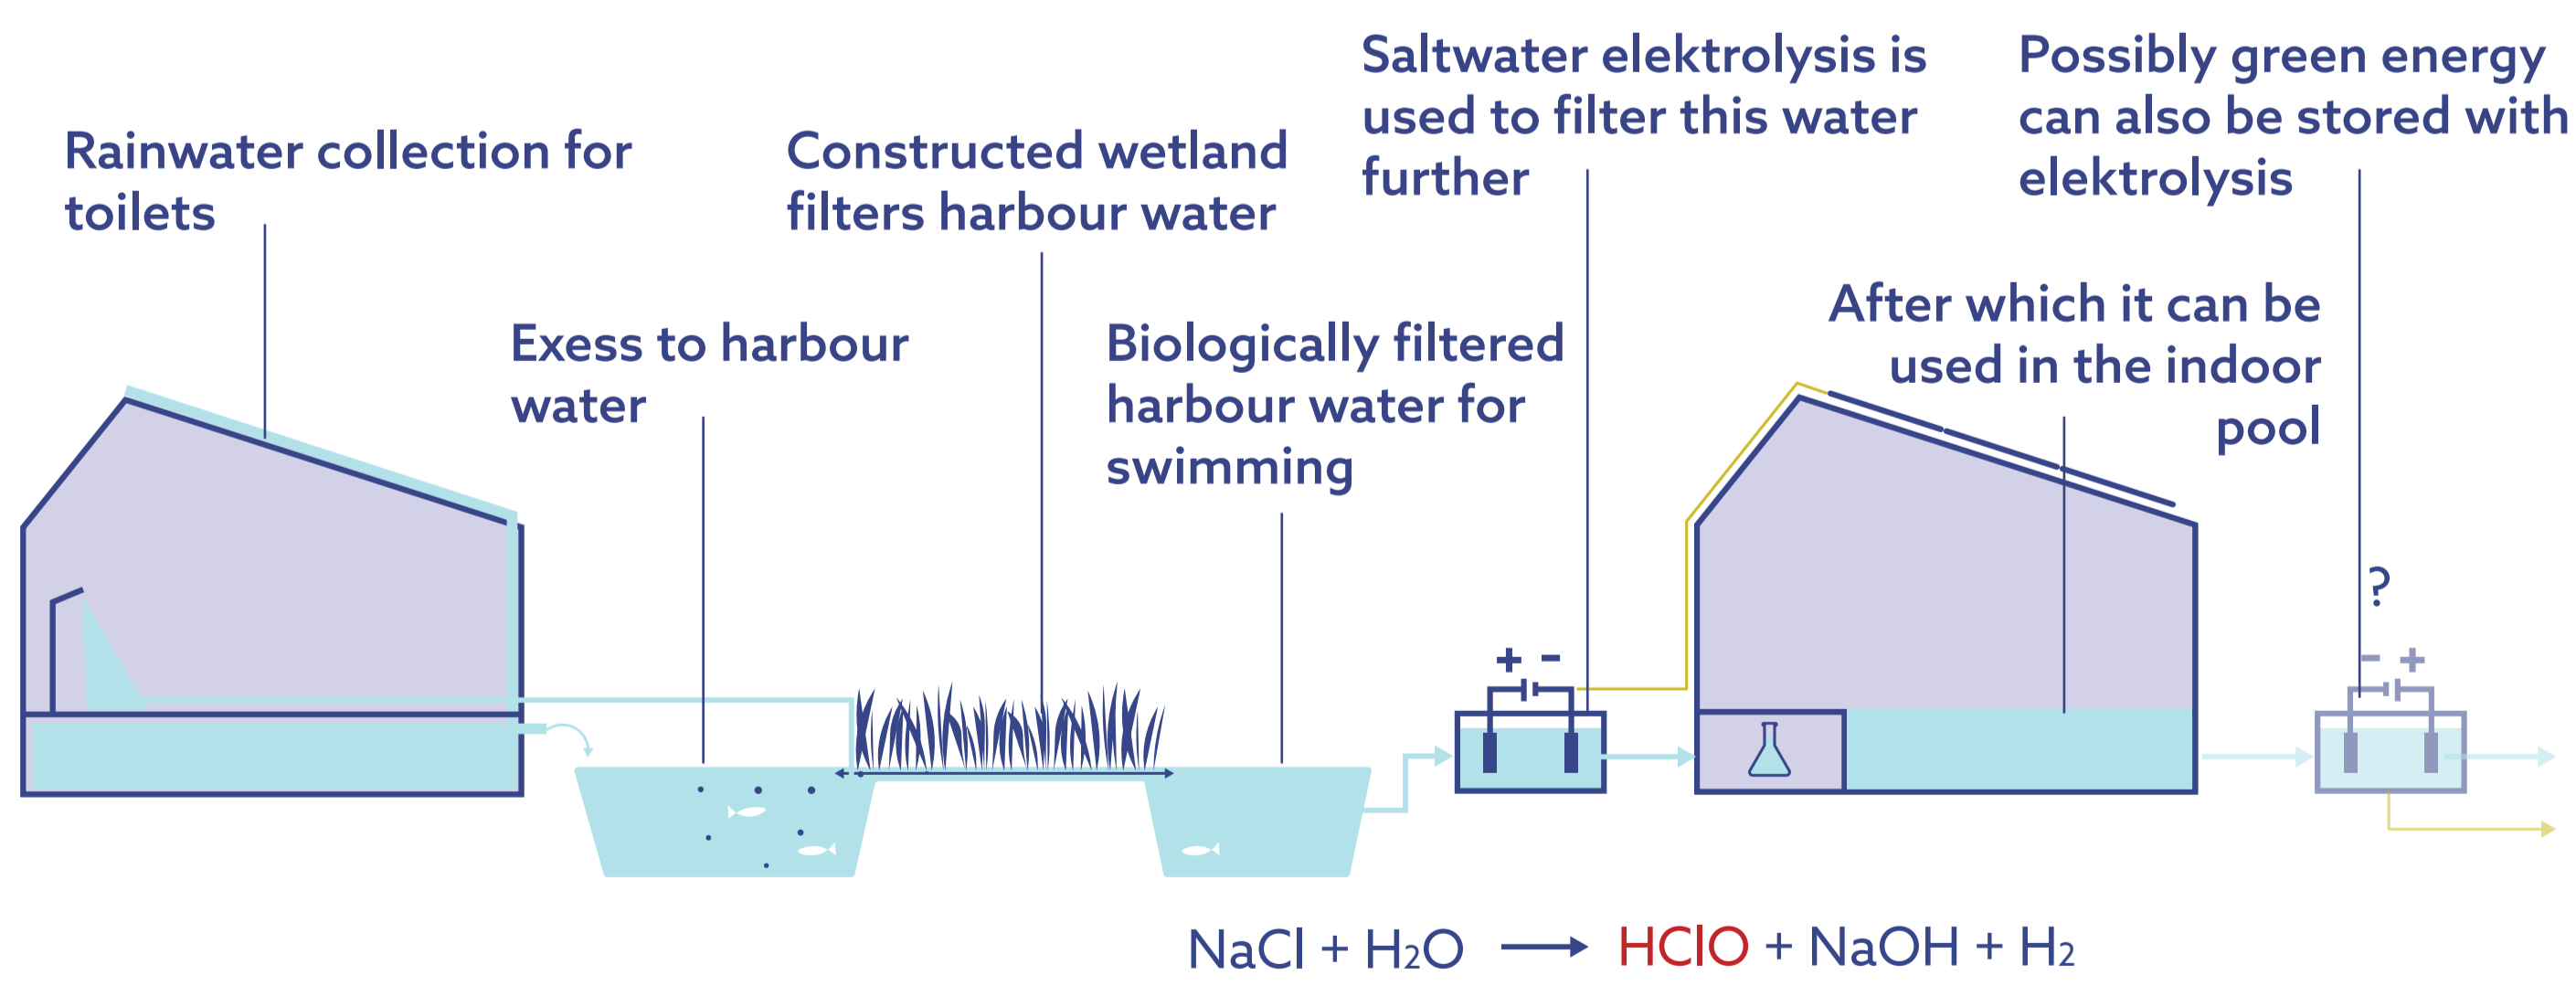 Rainwater collection for
toilets
Exess to harbour
water
Constructed wetland
filters harbour water
Biologically filtered
harbour water for
swimming
Saltwater elektrolysis is
used to filter this water
further
After which it can be
used in the indoor
pool
Possibly green energy
can also be stored with
elektrolysis
?
+ −
− +
NaCl + H₂O ⟶ HClO + NaOH + H₂